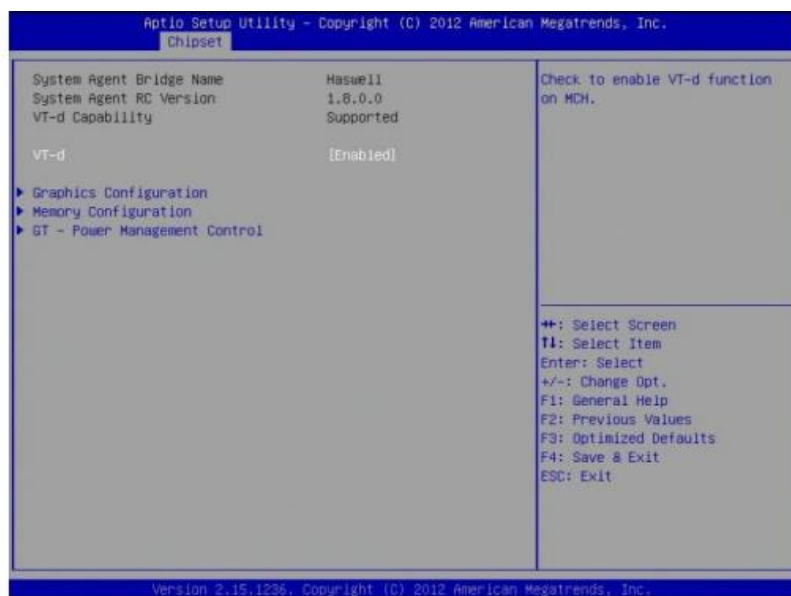 Aptio Setup Utility – Copyright (C) 2012 American Megatrends, Inc.
Chipset
System Agent Bridge Name Haswell
System Agent RC Version 1.8.0.0
VT-d Capability Supported
VT-d [Enabled]
Graphics Configuration
Memory Configuration
GT – Power Management Control
Check to enable VT-d function
on MCH.
→←: Select Screen
↑↓: Select Item
Enter: Select
+/-: Change Opt.
F1: General Help
F2: Previous Values
F3: Optimized Defaults
F4: Save & Exit
ESC: Exit
Version 2.15.1236. Copyright (C) 2012 American Megatrends, Inc.